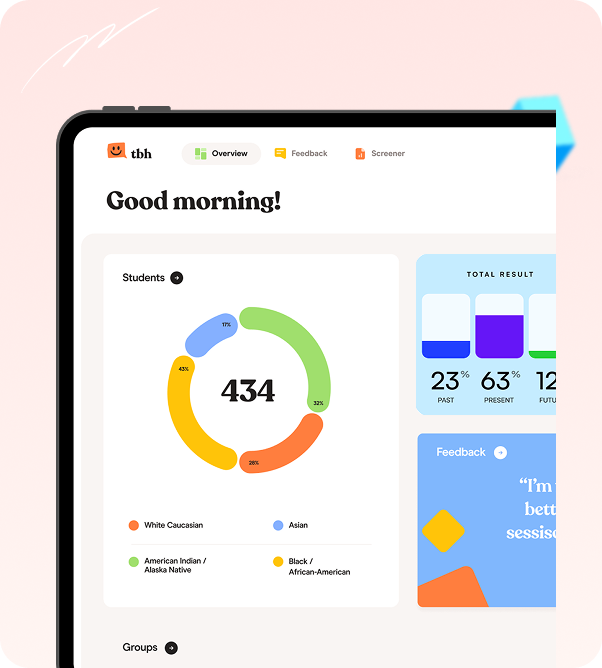 tbh
Overview
Feedback
Screener
Good morning!
Students
17%
43%
434
32%
28%
White Caucasian
Asian
American Indian /
Alaska Native
Black /
African-American
TOTAL RESULT
23%
63%
12
PAST
PRESENT
FUTU
Feedback
“I’m
bett
sessiso
Groups